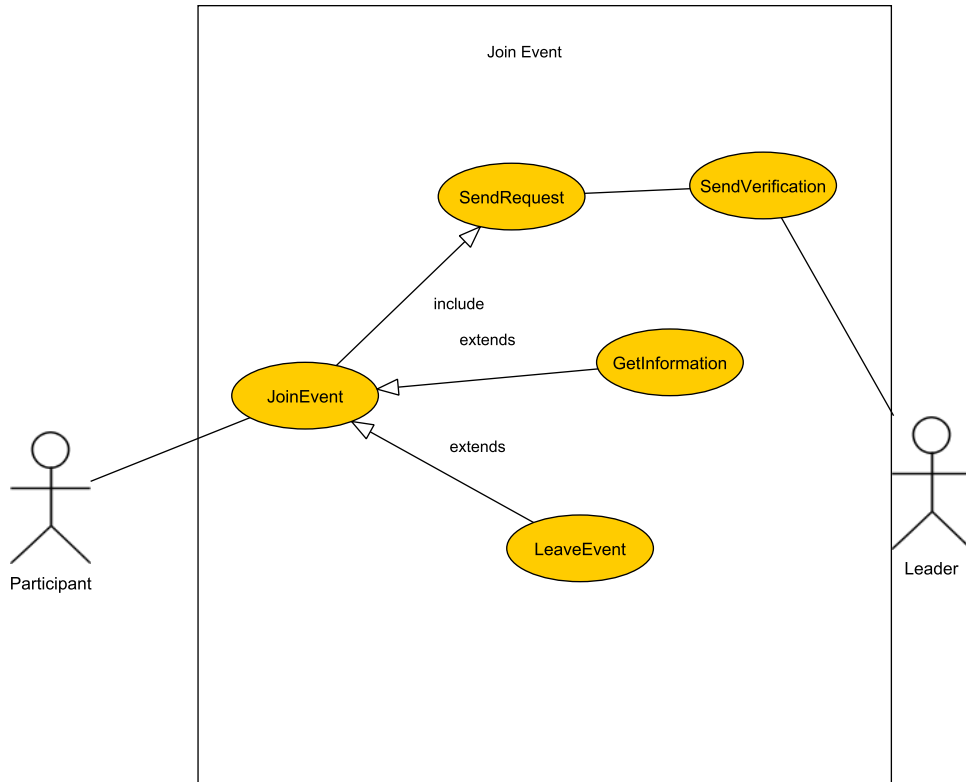 Join Event
SendRequest
SendVerification
include
extends
GetInformation
JoinEvent
extends
LeaveEvent
Participant
Leader